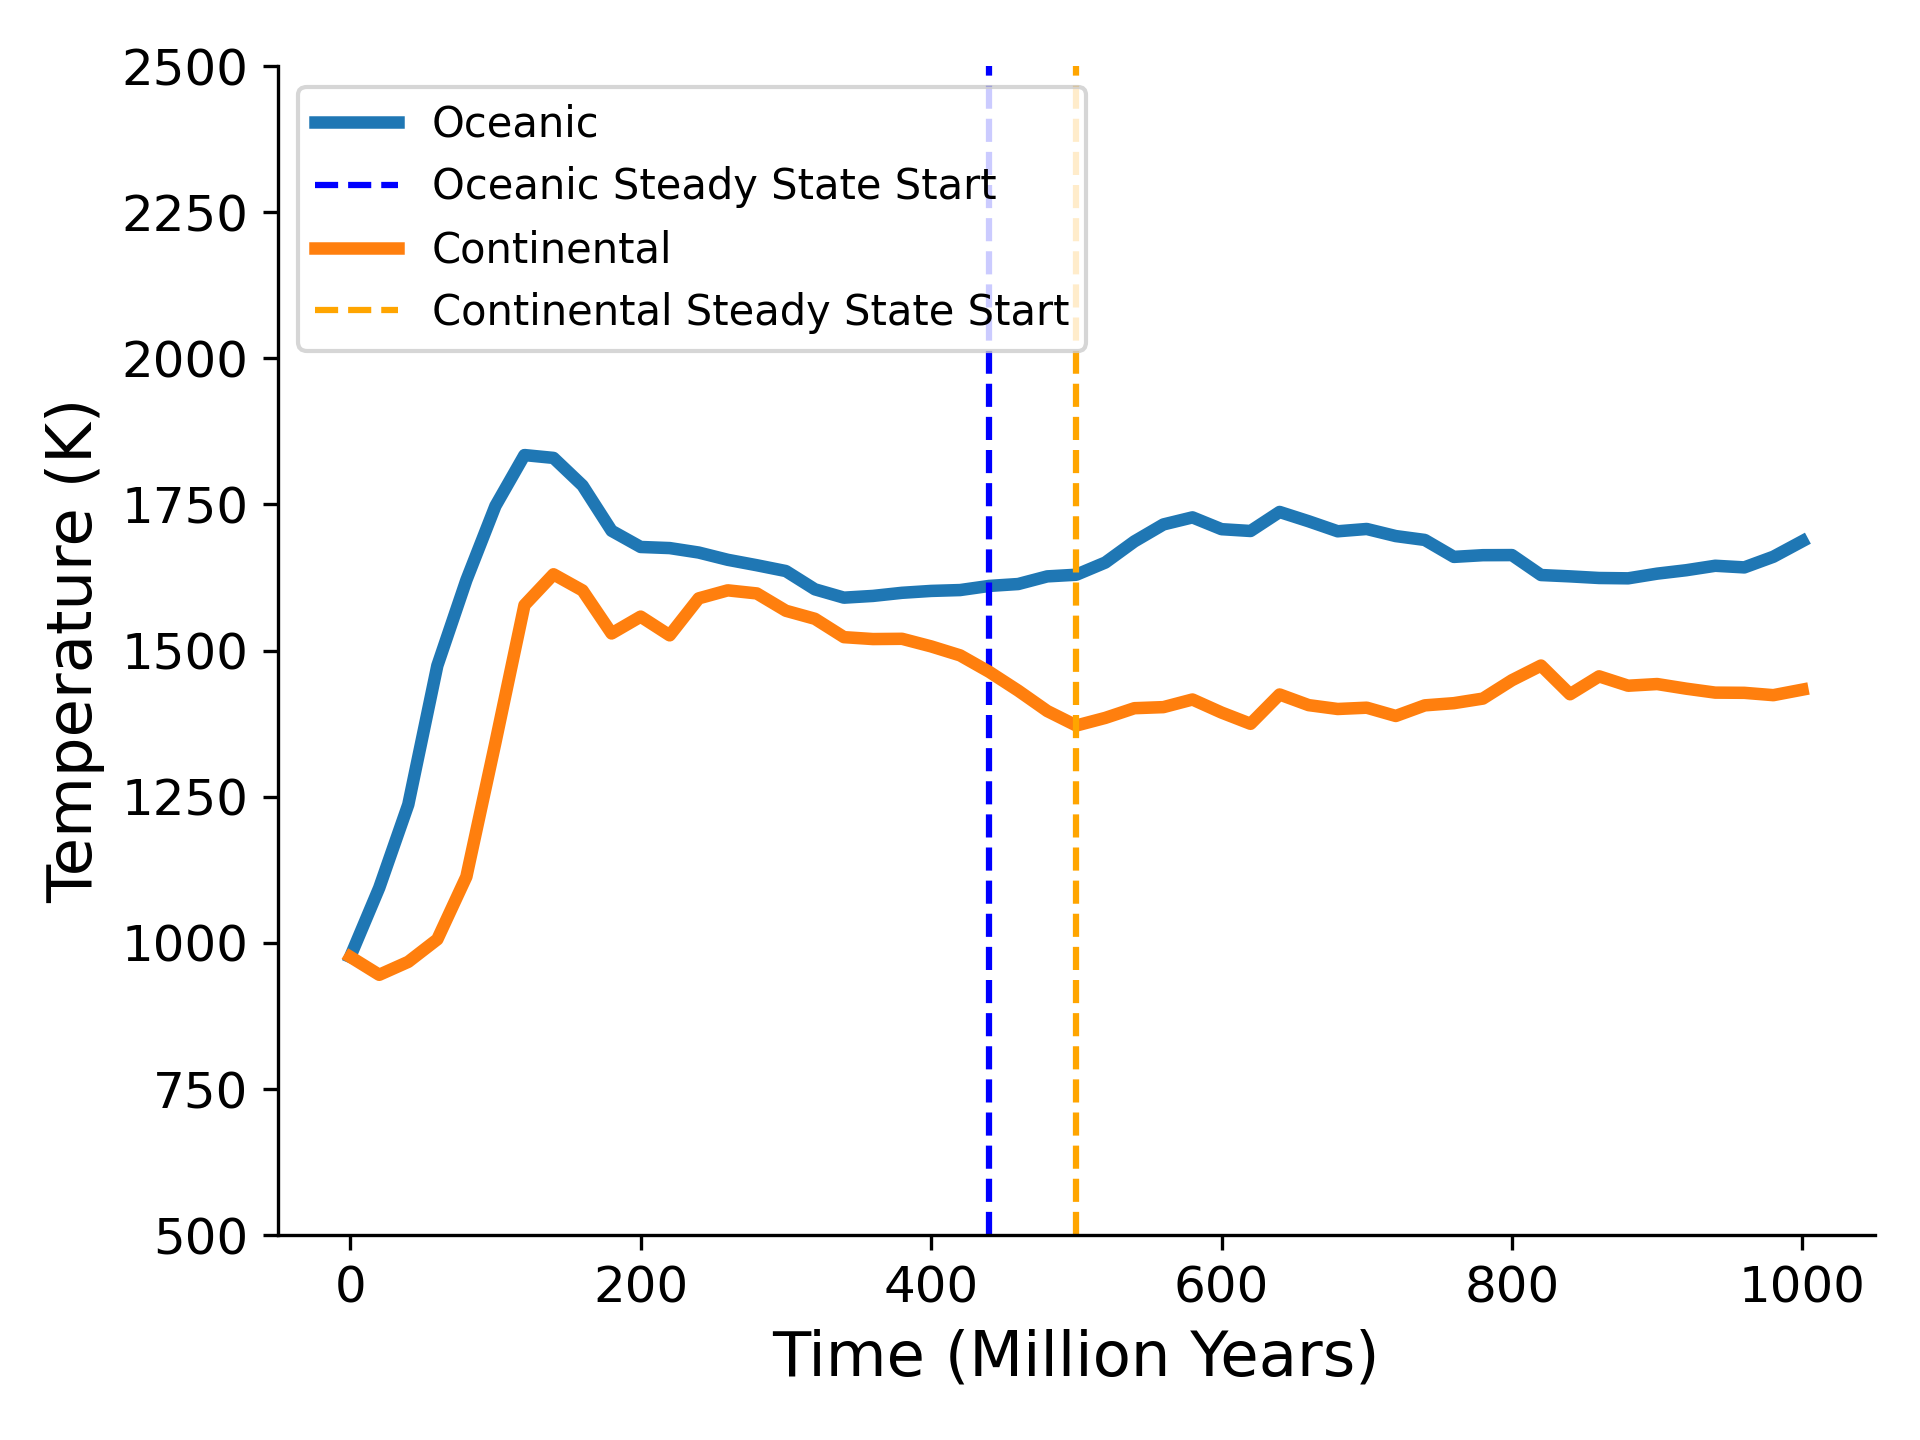 2500
2250
2000
1750
1500
1250
1000
750
500
Temperature (K)
Oceanic
Oceanic Steady State Start
Continental
Continental Steady State Start
0 200 400 600 800 1000
Time (Million Years)